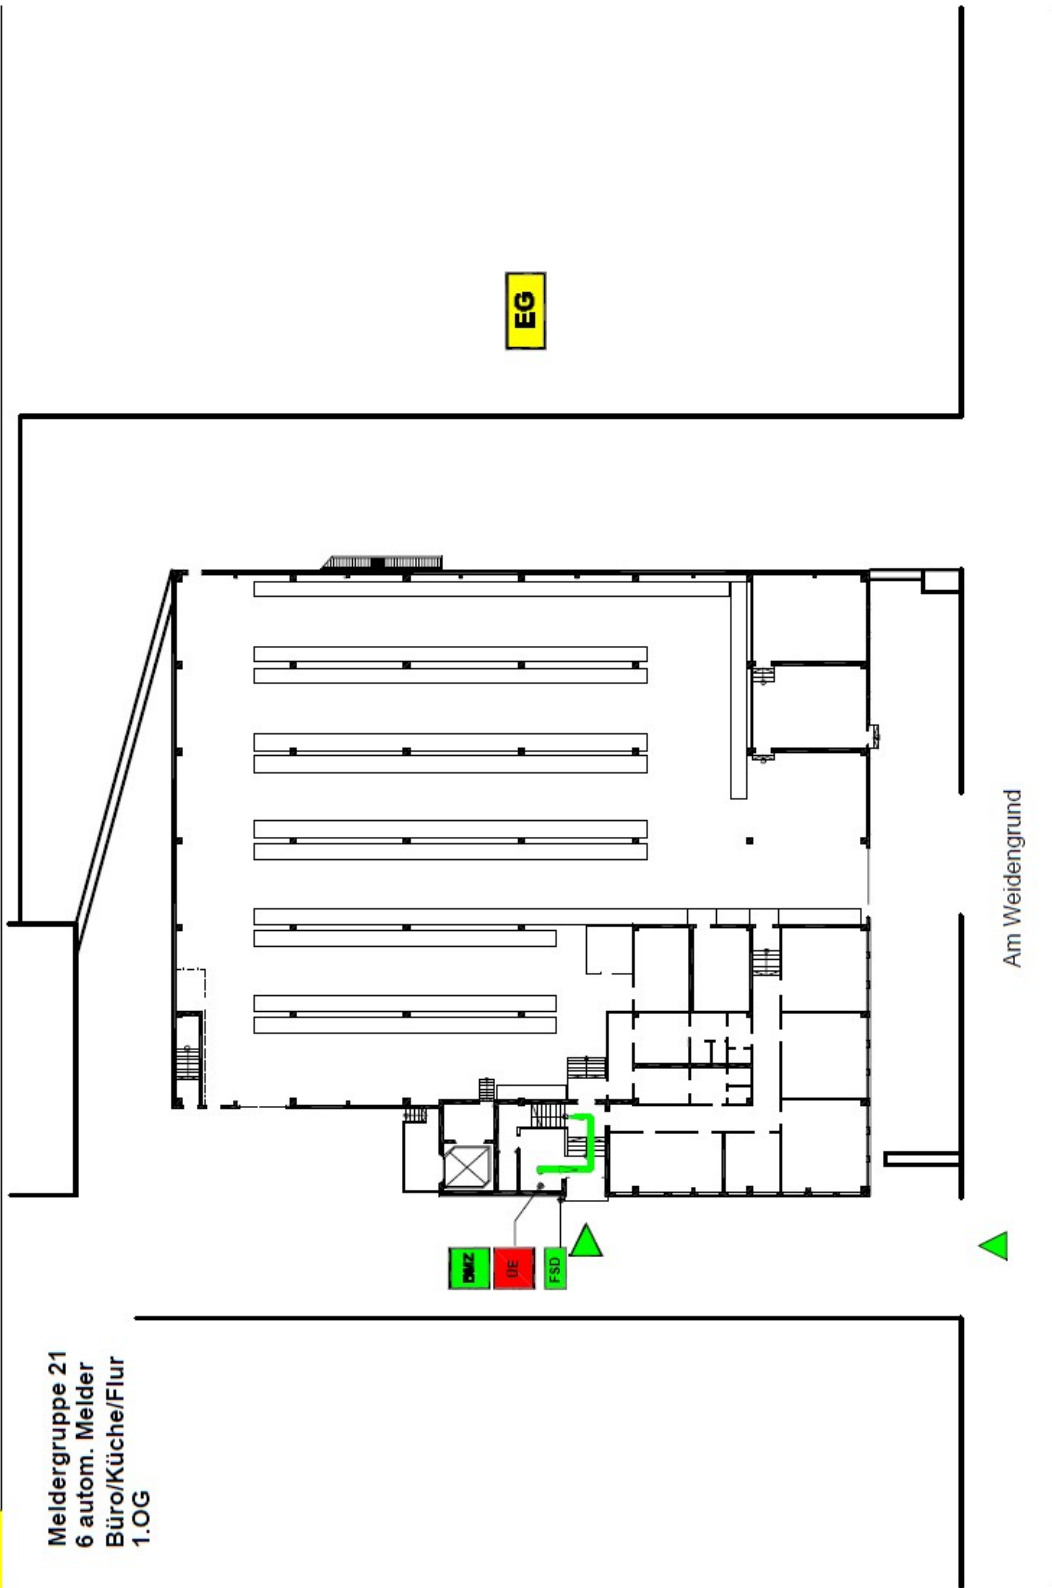 Meldergruppe 21
6 autom. Melder
Büro/Küche/Flur
1.OG
EG
BMZ
ÜE
FSD
Am Weidengrund